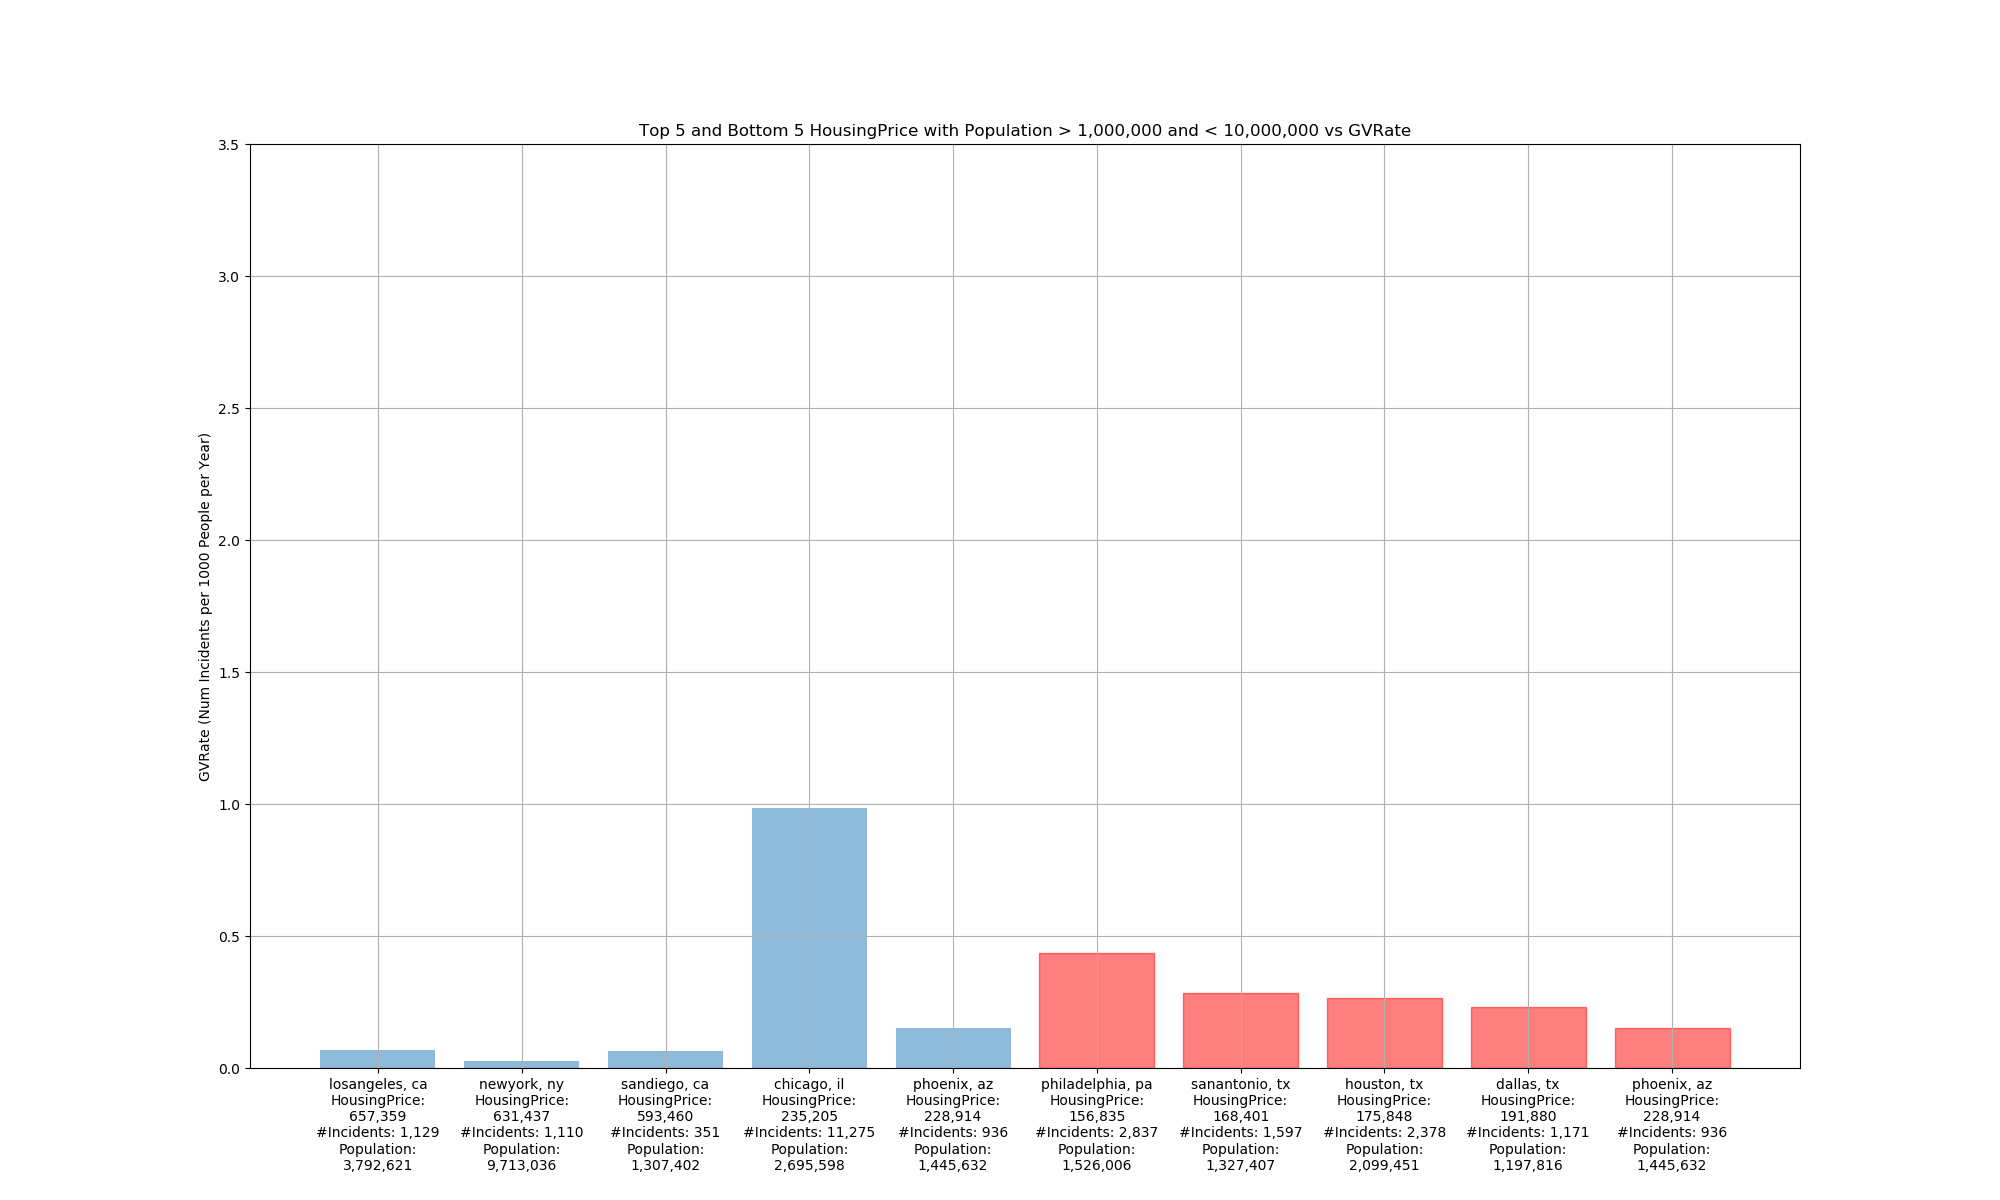 Top 5 and Bottom 5 HousingPrice with Population > 1,000,000 and < 10,000,000 vs GVRate
3.5
3.0
2.5
2.0
1.5
1.0
0.5
0.0
GVRate (Num Incidents per 1000 People per Year)
losangeles, ca
HousingPrice:
657,359
#Incidents: 1,129
Population:
3,792,621
newyork, ny
HousingPrice:
631,437
#Incidents: 1,110
Population:
9,713,036
sandiego, ca
HousingPrice:
593,460
#Incidents: 351
Population:
1,307,402
chicago, il
HousingPrice:
235,205
#Incidents: 11,275
Population:
2,695,598
phoenix, az
HousingPrice:
228,914
#Incidents: 936
Population:
1,445,632
philadelphia, pa
HousingPrice:
156,835
#Incidents: 2,837
Population:
1,526,006
sanantonio, tx
HousingPrice:
168,401
#Incidents: 1,597
Population:
1,327,407
houston, tx
HousingPrice:
175,848
#Incidents: 2,378
Population:
2,099,451
dallas, tx
HousingPrice:
191,880
#Incidents: 1,171
Population:
1,197,816
phoenix, az
HousingPrice:
228,914
#Incidents: 936
Population:
1,445,632